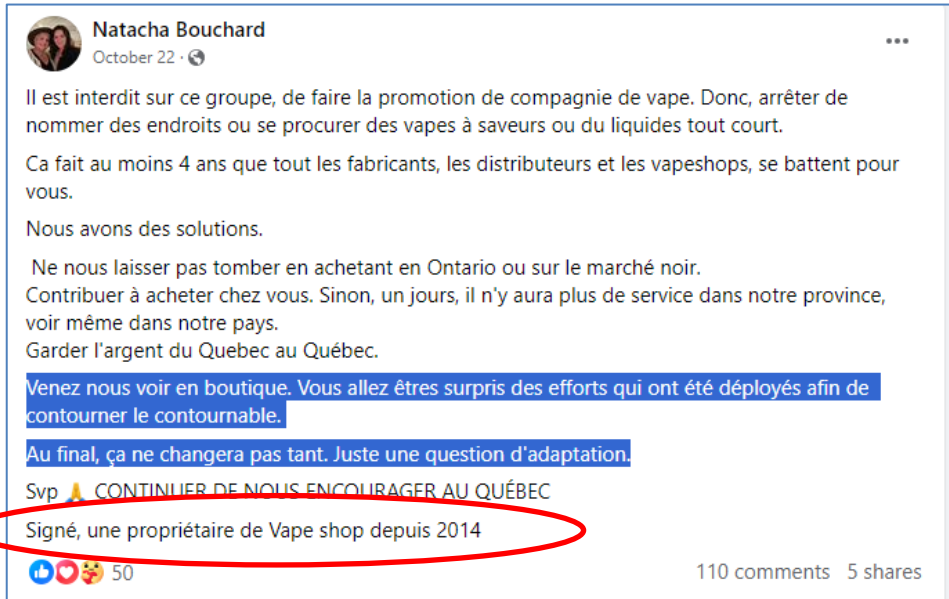 Natacha Bouchard
October 22 ·
Il est interdit sur ce groupe, de faire la promotion de compagnie de vape. Donc, arrêter de
nommer des endroits ou se procurer des vapes à saveurs ou du liquides tout court.
Ca fait au moins 4 ans que tout les fabricants, les distributeurs et les vapeshops, se battent pour
vous.
Nous avons des solutions.
Ne nous laisser pas tomber en achetant en Ontario ou sur le marché noir.
Contribuer à acheter chez vous. Sinon, un jours, il n'y aura plus de service dans notre province,
voir même dans notre pays.
Garder l'argent du Quebec au Québec.
Venez nous voir en boutique. Vous allez êtres surpris des efforts qui ont été déployés afin de
contourner le contournable.
Au final, ça ne changera pas tant. Juste une question d'adaptation.
Svp 🙏 CONTINUER DE NOUS ENCOURAGER AU QUÉBEC
Signé, une propriétaire de Vape shop depuis 2014
50 110 comments 5 shares